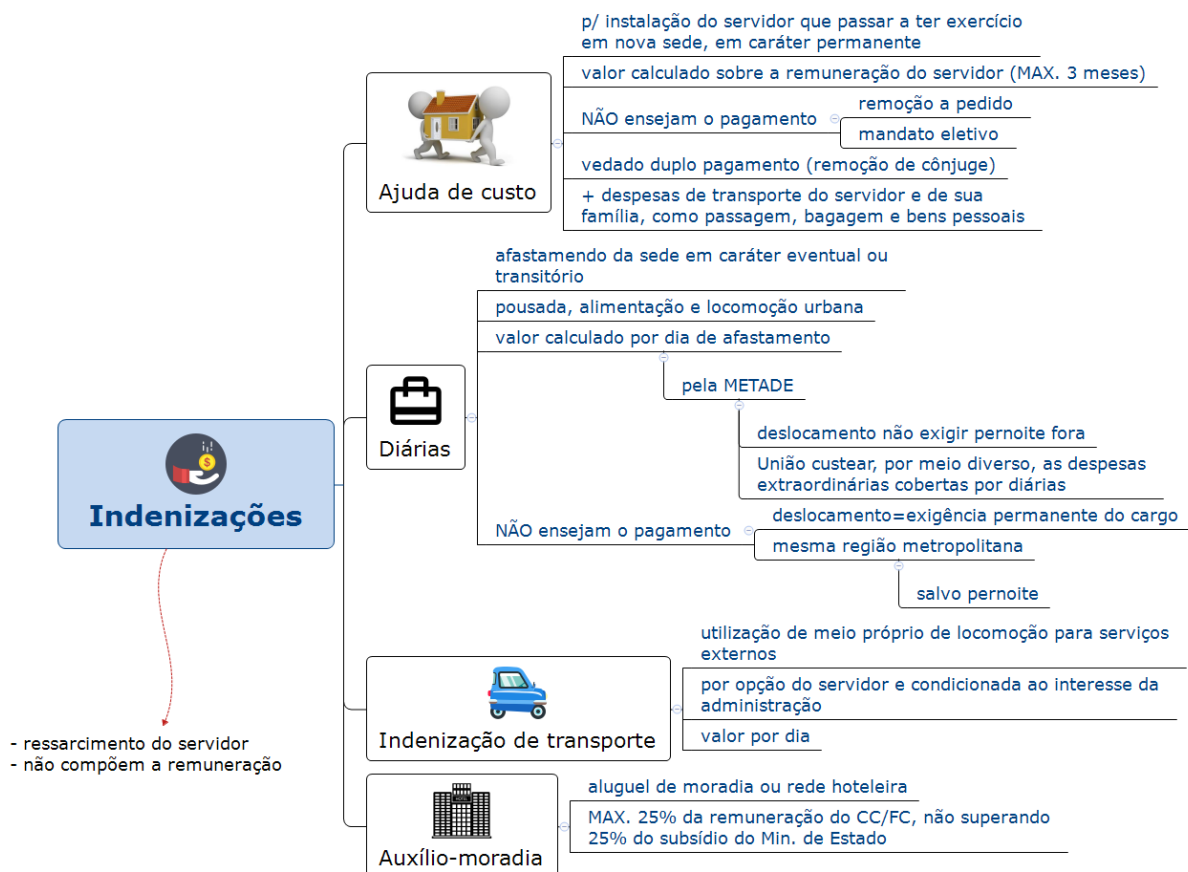 p/ instalação do servidor que passar a ter exercício
em nova sede, em caráter permanente
valor calculado sobre a remuneração do servidor (MAX. 3 meses)
NÃO ensejam o pagamento
remoção a pedido
mandato eletivo
vedado duplo pagamento (remoção de cônjuge)
+ despesas de transporte do servidor e de sua
família, como passagem, bagagem e bens pessoais
Ajuda de custo
afastamendo da sede em caráter eventual ou
transitório
pousada, alimentação e locomoção urbana
valor calculado por dia de afastamento
pela METADE
deslocamento não exigir pernoite fora
União custear, por meio diverso, as despesas
extraordinárias cobertas por diárias
Diárias
NÃO ensejam o pagamento
deslocamento=exigência permanente do cargo
mesma região metropolitana
salvo pernoite
Indenizações
utilização de meio próprio de locomoção para serviços
externos
por opção do servidor e condicionada ao interesse da
administração
valor por dia
Indenização de transporte
- ressarcimento do servidor
- não compõem a remuneração
aluguel de moradia ou rede hoteleira
MAX. 25% da remuneração do CC/FC, não superando
25% do subsídio do Min. de Estado
Auxílio-moradia